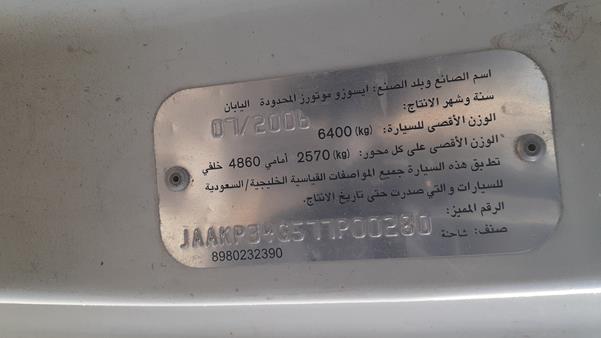 اسم الصانع وبلد الصنع: ايسوزو موتورز المحدودة اليابان
سنة وشهر الانتاج: 07/2006
الوزن الأقصى للسيارة: (kg) 6400
الوزن الأقصى على كل محور: (kg) 2570 أمامي 4860 خلفي
تطبق هذه السيارة جميع المواصفات القياسية الخليجية/السعودية
للسيارات و التي صدرت حتى تاريخ الانتاج.
الرقم المميز:
JAAKP34G577P00280
صنف: شاحنة
8980232390